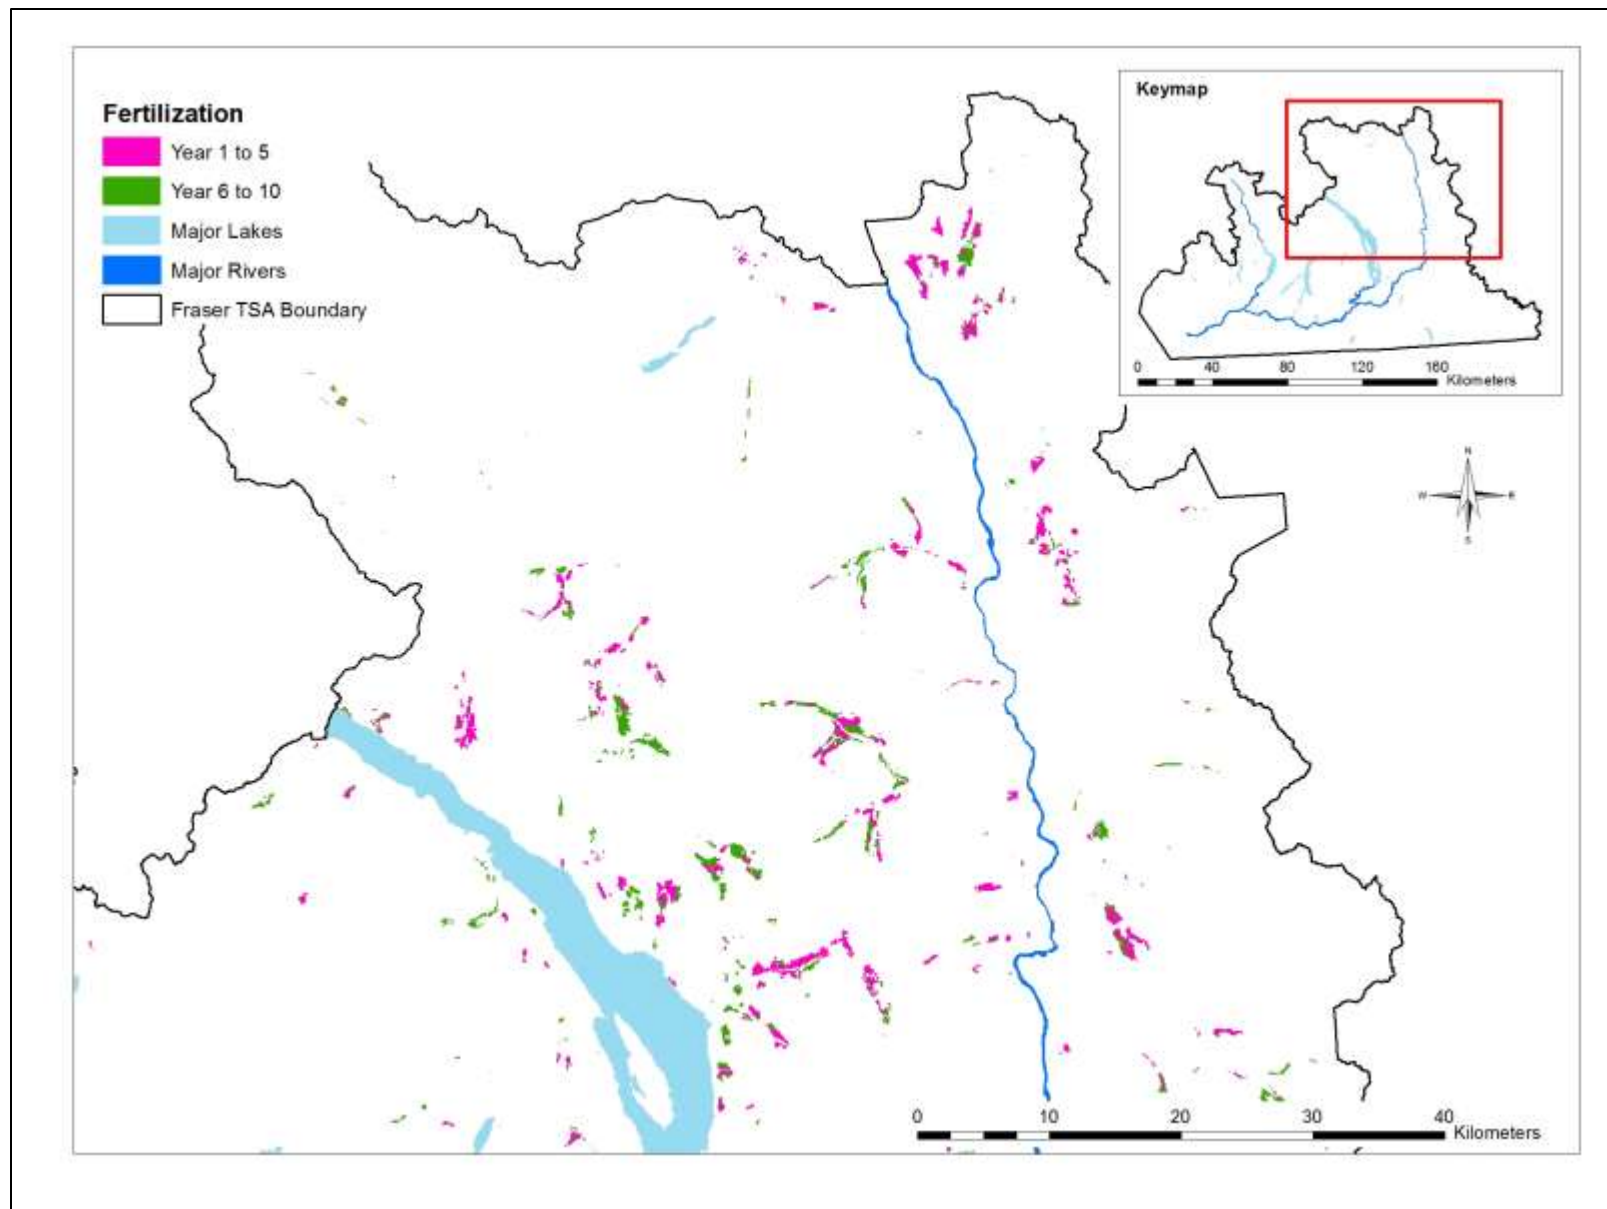 Fertilization
Year 1 to 5
Year 6 to 10
Major Lakes
Major Rivers
Fraser TSA Boundary
Keymap
0 40 80 120 160
Kilometers
N
W E
S
0 10 20 30 40
Kilometers